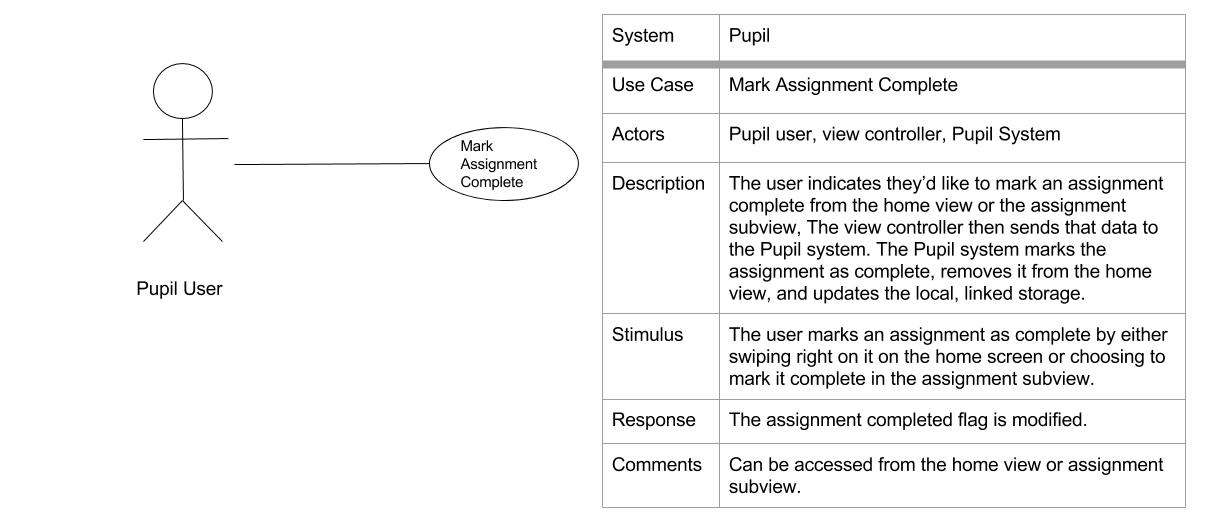 Mark
Assignment
Complete
Pupil User
System Pupil
Use Case Mark Assignment Complete
Actors Pupil user, view controller, Pupil System
Description The user indicates they’d like to mark an assignment
complete from the home view or the assignment
subview, The view controller then sends that data to
the Pupil system. The Pupil system marks the
assignment as complete, removes it from the home
view, and updates the local, linked storage.
Stimulus The user marks an assignment as complete by either
swiping right on it on the home screen or choosing to
mark it complete in the assignment subview.
Response The assignment completed flag is modified.
Comments Can be accessed from the home view or assignment
subview.